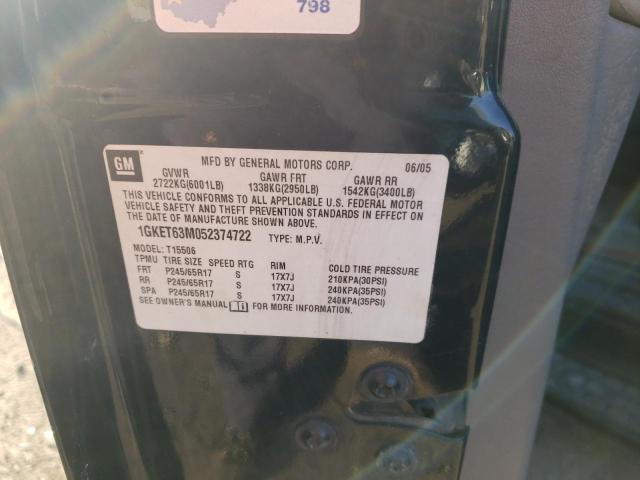 798
GM
MFD BY GENERAL MOTORS CORP. 06/05
GVWR GAWR FRT GAWR RR
2722KG(6001LB) 1338KG(2950LB) 1542KG(3400LB)
THIS VEHICLE CONFORMS TO ALL APPLICABLE U.S. FEDERAL MOTOR
VEHICLE SAFETY AND THEFT PREVENTION STANDARDS IN EFFECT ON
THE DATE OF MANUFACTURE SHOWN ABOVE.
1GKET63M052374722 TYPE: M.P.V.
MODEL: T15506
TPMU TIRE SIZE SPEED RTG RIM COLD TIRE PRESSURE
FRT P245/65R17 S 17X7J 210KPA(30PSI)
RR P245/65R17 S 17X7J 240KPA(35PSI)
SPA P245/65R17 S 17X7J 240KPA(35PSI)
SEE OWNER'S MANUAL FOR MORE INFORMATION.